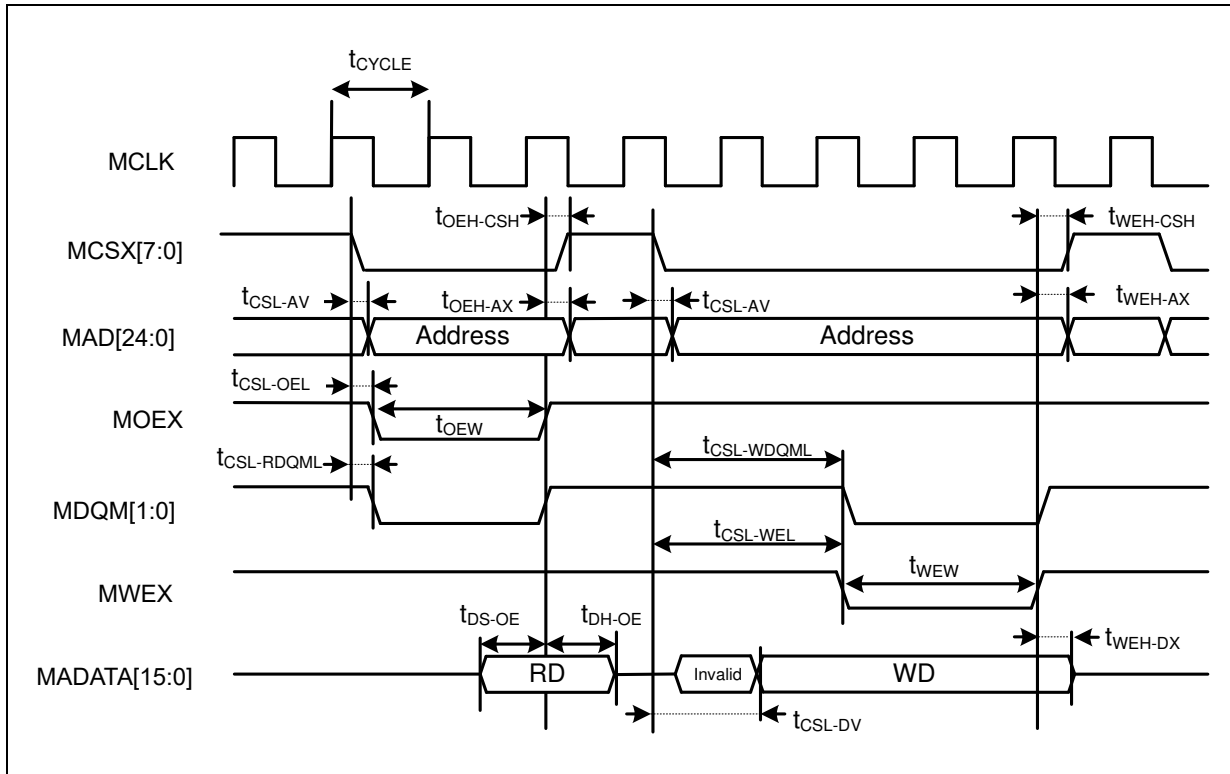 tCYCLE
MCLK
tOEH-CSH
tWEH-CSH
MCSX[7:0]
tCSL-AV
tOEH-AX
tCSL-AV
tWEH-AX
MAD[24:0]
Address
Address
tCSL-OEL
MOEX
tOEW
tCSL-RDQML
tCSL-WDQML
MDQM[1:0]
tCSL-WEL
tWEW
MWEX
tDS-OE
tDH-OE
tWEH-DX
MADATA[15:0]
RD
Invalid
WD
tCSL-DV